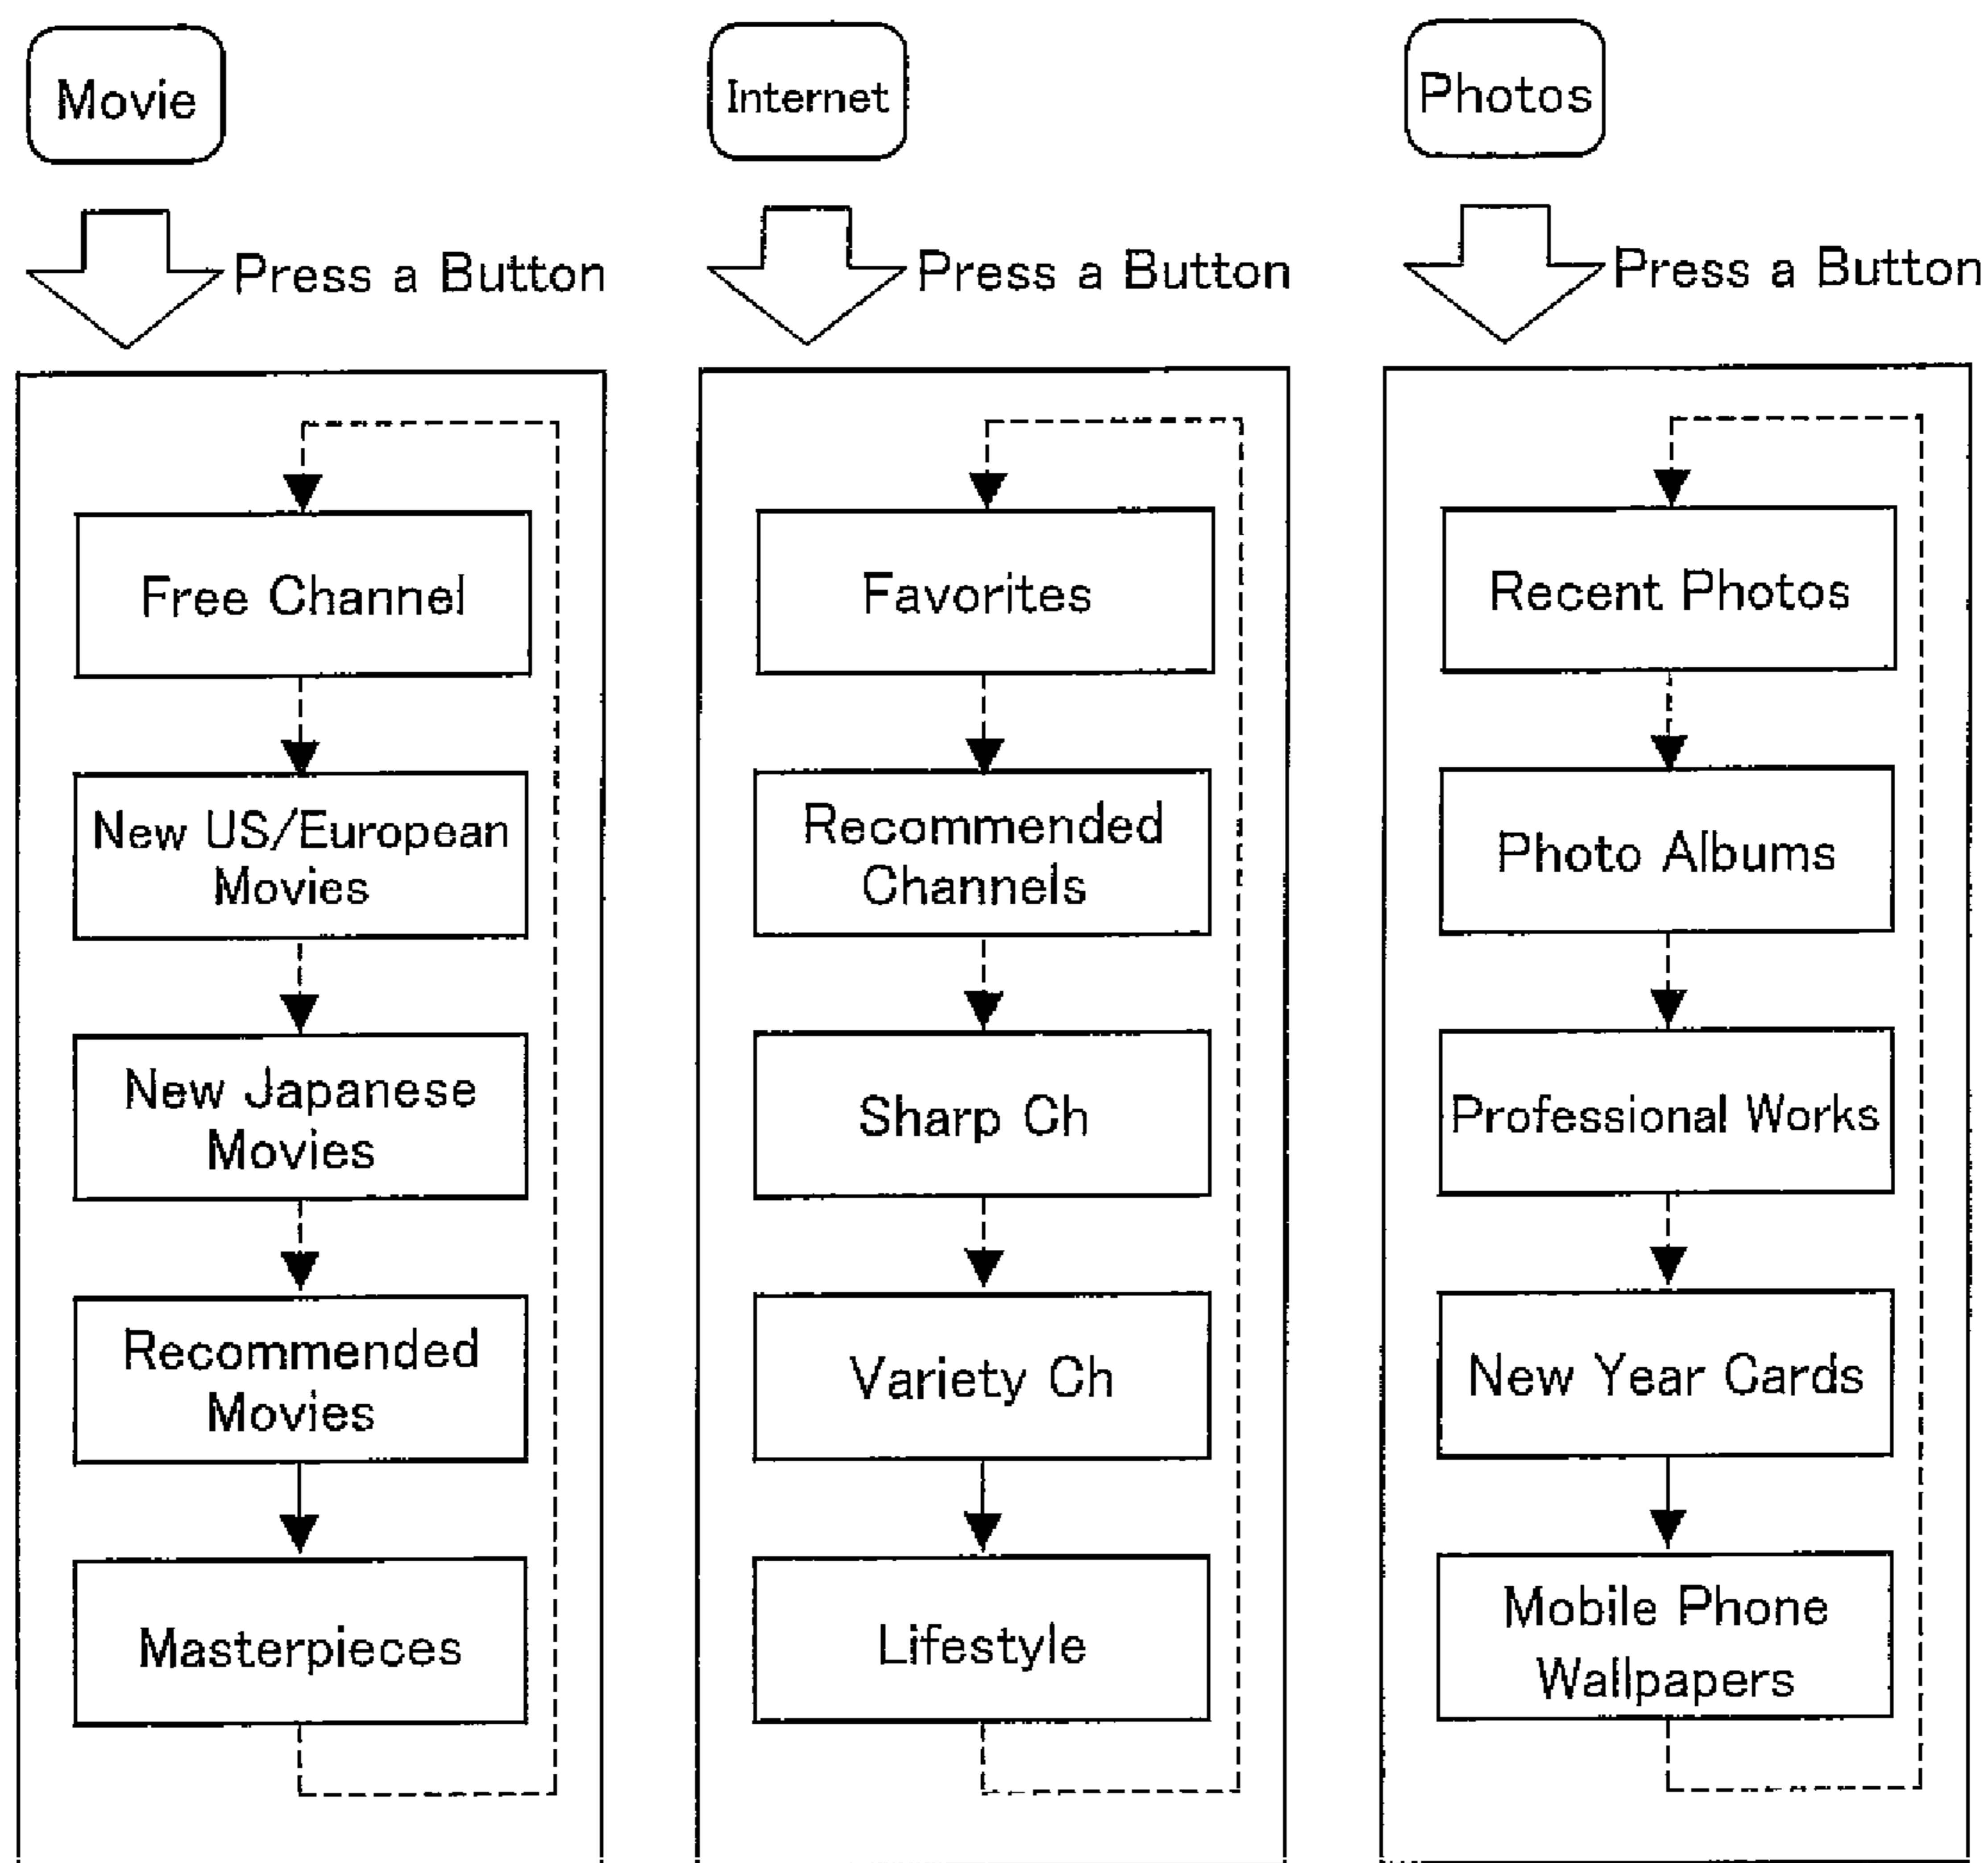 Movie
Press a Button
Free Channel
New US/European
Movies
New Japanese
Movies
Recommended
Movies
Masterpieces
Internet
Press a Button
Favorites
Recommended
Channels
Sharp Ch
Variety Ch
Lifestyle
Photos
Press a Button
Recent Photos
Photo Albums
Professional Works
New Year Cards
Mobile Phone
Wallpapers